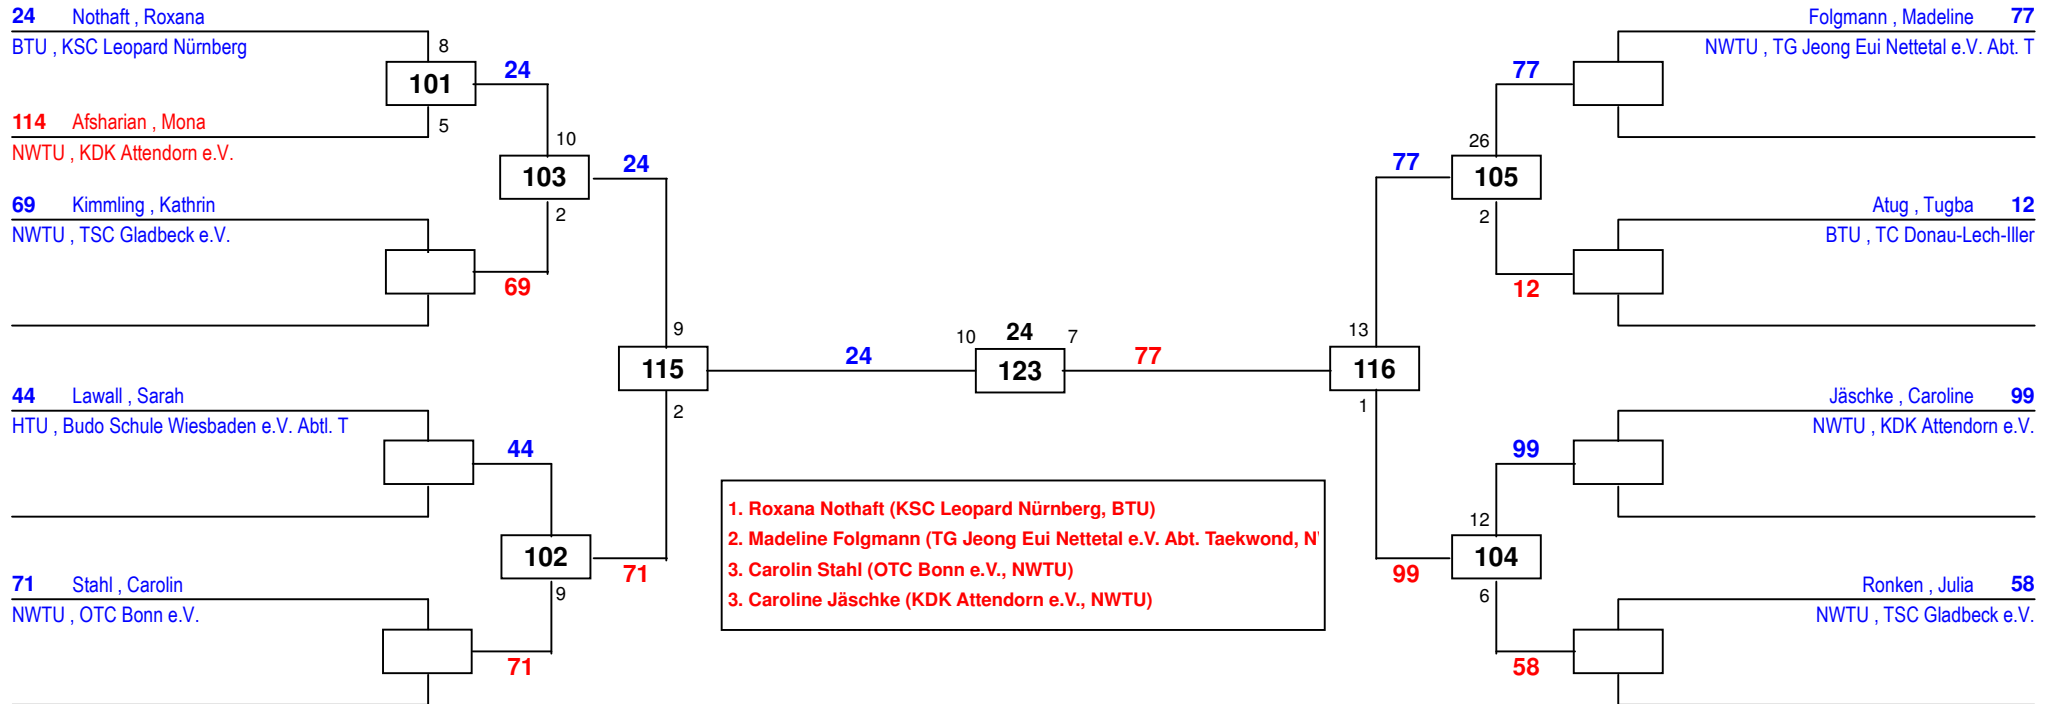 24 Nothaft , Roxana
BTU , KSC Leopard Nürnberg
8
101
24
5
114 Afsharian , Mona
NWTU , KDK Attendorn e.V.
10
103
24
2
69 Kimmling , Kathrin
NWTU , TSC Gladbeck e.V.
69
9
115
24
2
44 Lawall , Sarah
HTU , Budo Schule Wiesbaden e.V. Abtl. T
44
102
71
9
71 Stahl , Carolin
NWTU , OTC Bonn e.V.
71
10 24 7
123
77
1. Roxana Nothaft (KSC Leopard Nürnberg, BTU)
2. Madeline Folgmann (TG Jeong Eui Nettetal e.V. Abt. Taekwond, N
3. Carolin Stahl (OTC Bonn e.V., NWTU)
3. Caroline Jäschke (KDK Attendorn e.V., NWTU)
Folgmann , Madeline 77
NWTU , TG Jeong Eui Nettetal e.V. Abt. T
77
26
77
105
2
Atug , Tugba 12
BTU , TC Donau-Lech-Iller
12
13
116
1
Jäschke , Caroline 99
NWTU , KDK Attendorn e.V.
99
12
104
99
6
Ronken , Julia 58
NWTU , TSC Gladbeck e.V.
58